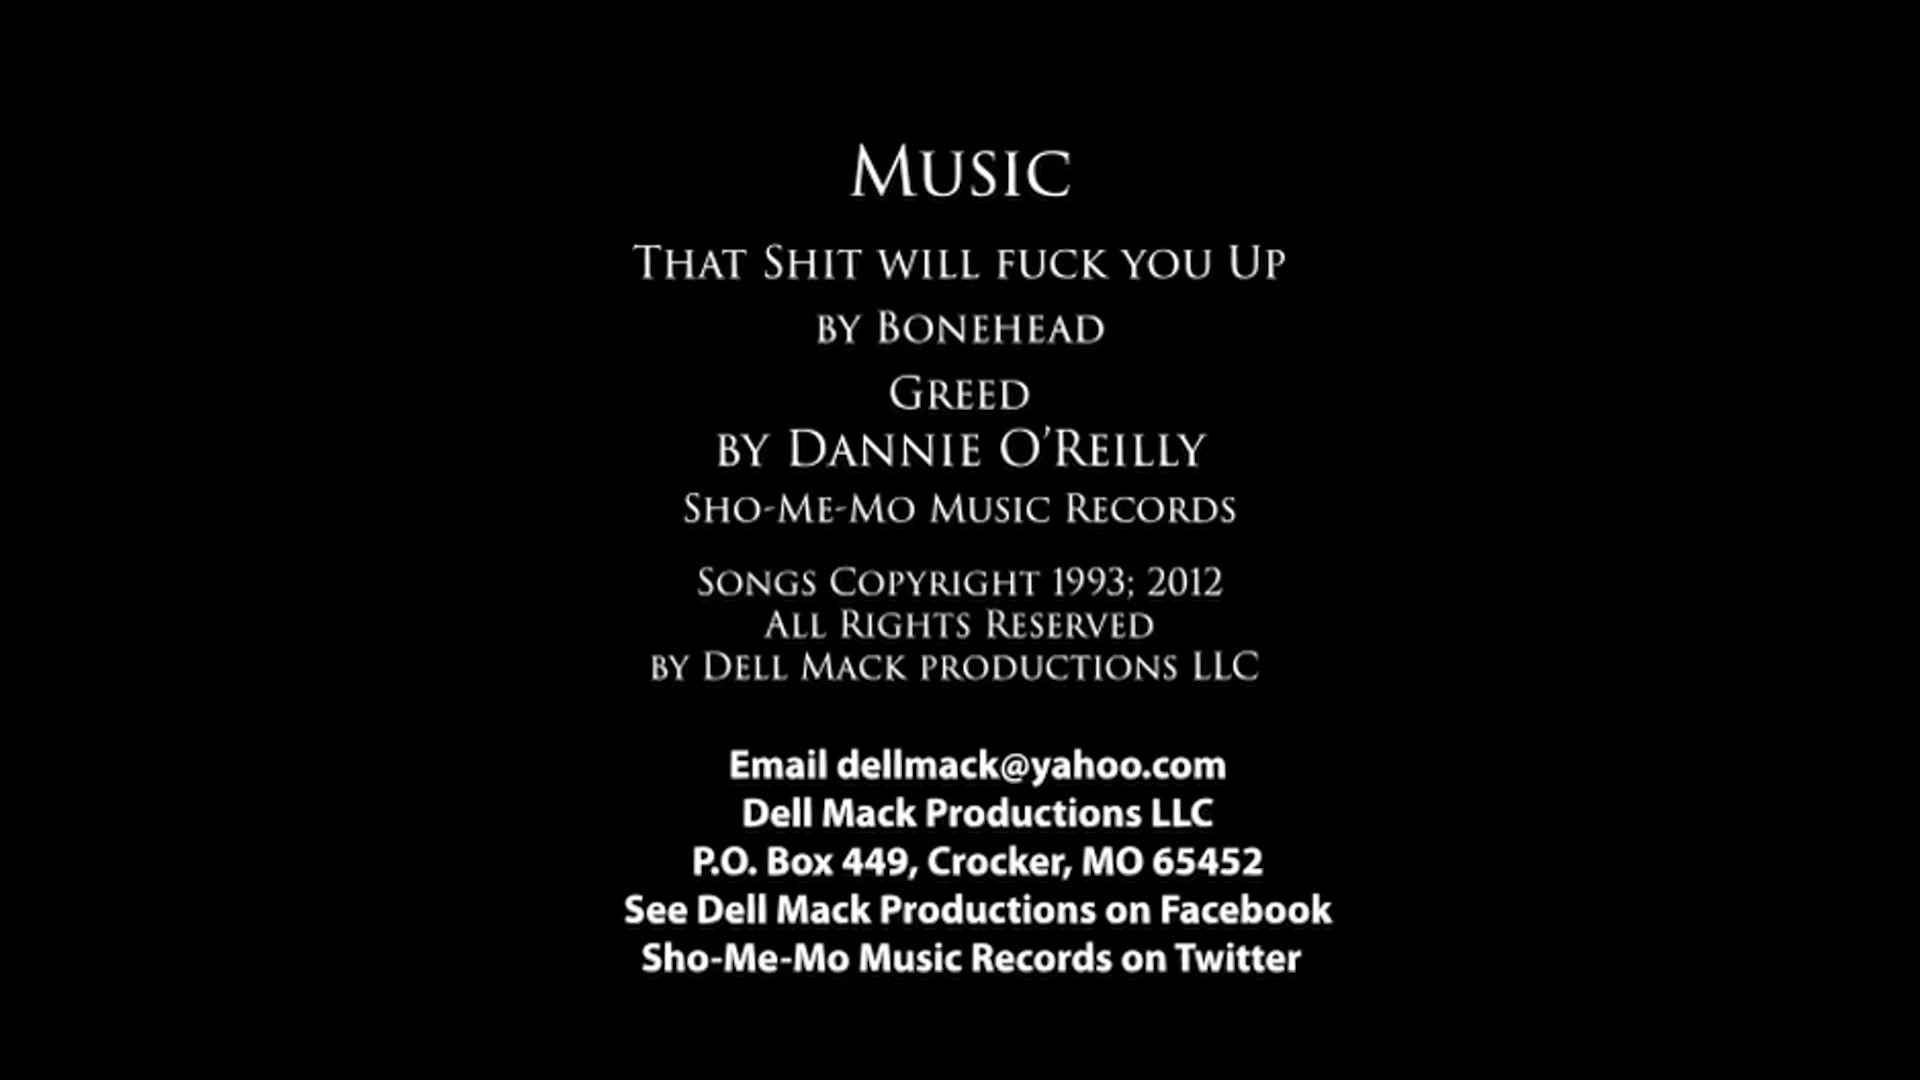 Music
That Shit will fuck you Up
by Bonehead
Greed
by Dannie O'Reilly
Sho-Me-Mo Music Records
Songs Copyright 1993; 2012
All Rights Reserved
by Dell Mack productions LLC
Email dellmack@yahoo.com
Dell Mack Productions LLC
P.O. Box 449, Crocker, MO 65452
See Dell Mack Productions on Facebook
Sho-Me-Mo Music Records on Twitter